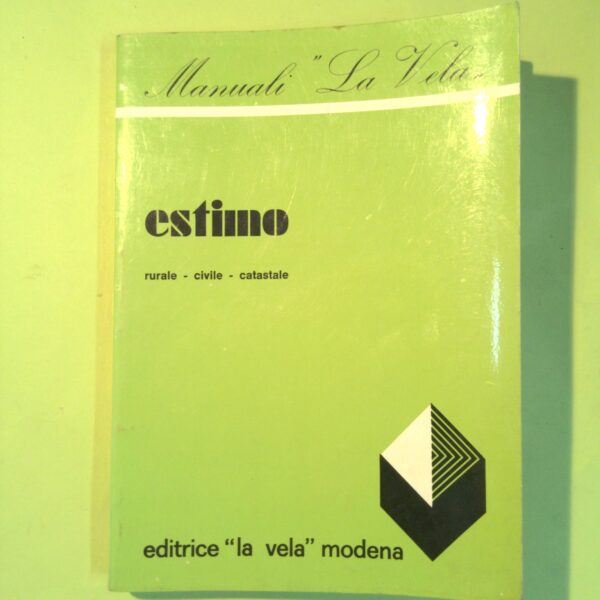 Manuali "La Vela"
estimo
rurale - civile - catastale
editrice "la vela" modena